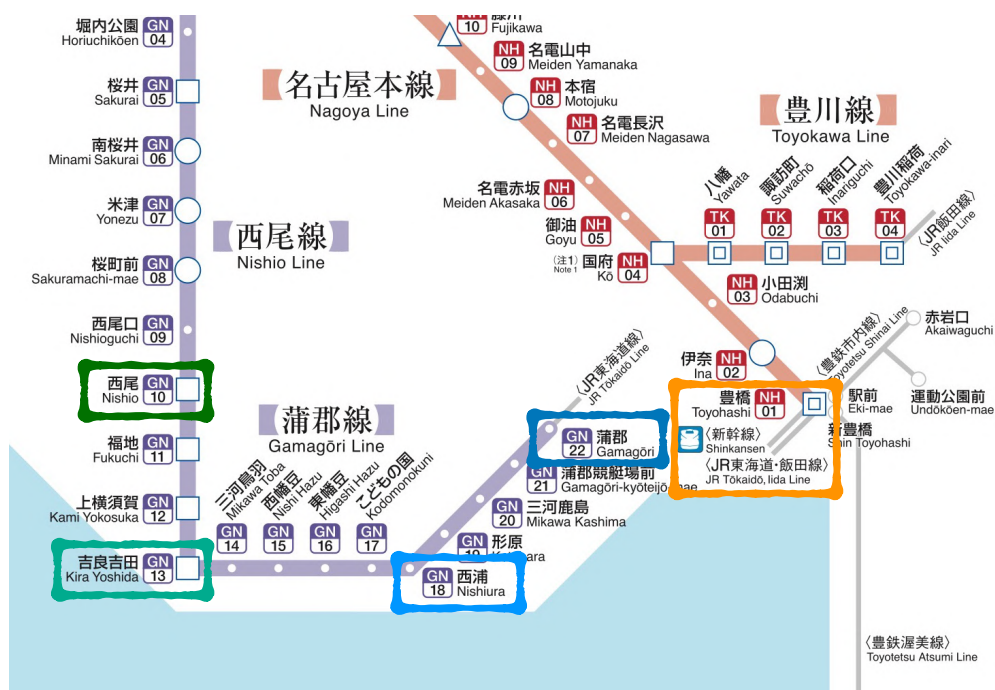 堀内公園
Horiuchikōen
GN
04
桜井
Sakurai
GN
05
南桜井
Minami Sakurai
GN
06
米津
Yonezu
GN
07
桜町前
Sakuramachi-mae
GN
08
西尾口
Nishioguchi
GN
09
西尾
Nishio
GN
10
福地
Fukuchi
GN
11
上横須賀
Kami Yokosuka
GN
12
吉良吉田
Kira Yoshida
GN
13
【西尾線】
Nishio Line
【名古屋本線】
Nagoya Line
NH
10
Fujikawa
NH
09
名電山中
Meiden Yamanaka
NH
08
本宿
Motojuku
NH
07
名電長沢
Meiden Nagasawa
名電赤坂
Meiden Akasaka
NH
06
御油
Goyu
NH
05
(注1)
Note 1
国府
Kō
NH
04
NH
03
小田渕
Odabuchi
伊奈
Ina
NH
02
豊橋
Toyohashi
NH
01
〈新幹線〉
Shinkansen
〈JR東海道・飯田線〉
JR Tōkaidō, Iida Line
【豊川線】
Toyokawa Line
八幡
Yawata
TK
01
諏訪町
Suwachō
TK
02
稲荷口
Inariguchi
TK
03
豊川稲荷
Toyokawa-inari
TK
04
〈JR飯田線〉
JR Iida Line
〈豊鉄市内線〉
Toyotetsu Shinai Line
赤岩口
Akaiwaguchi
運動公園前
Undōkōen-mae
駅前
Eki-mae
新豊橋
Shin Toyohashi
〈豊鉄渥美線〉
Toyotetsu Atsumi Line
【蒲郡線】
Gamagōri Line
三河鳥羽
Mikawa Toba
GN
14
西幡豆
Nishi Hazu
GN
15
東幡豆
Higashi Hazu
GN
16
こどもの国
Kodomonokuni
GN
17
GN
18
西浦
Nishiura
GN
形原
GN
20
三河鹿島
Mikawa Kashima
GN
21
蒲郡競艇場前
Gamagōri-kyōteijō-mae
GN
22
蒲郡
Gamagōri
〈JR東海道線〉
JR Tōkaidō Line